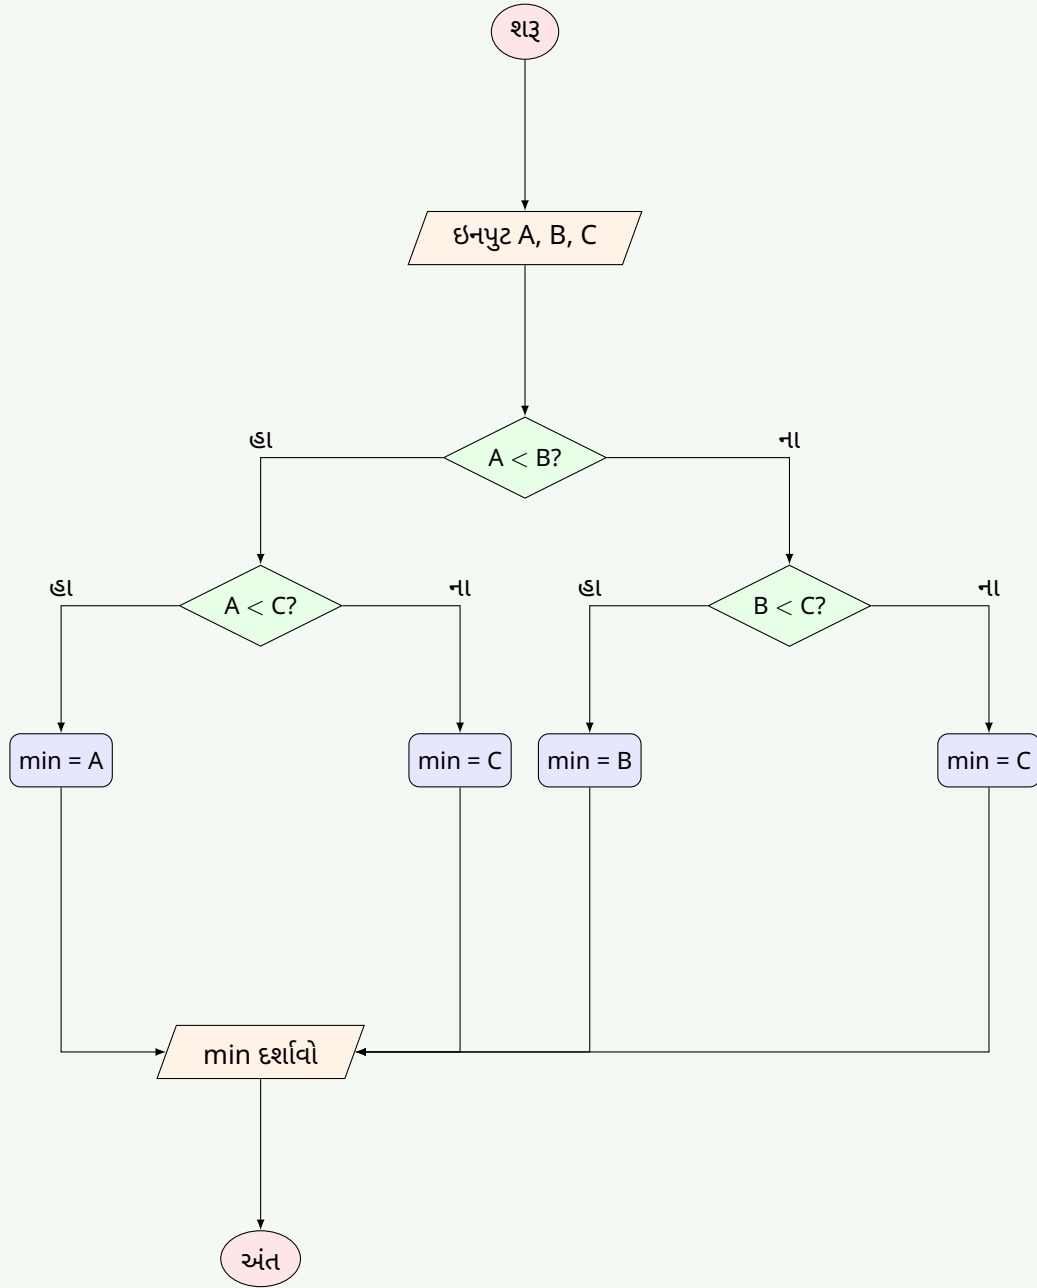 શરૂ
ઇનપુટ A, B, C
A < B?
હા
ના
A < C?
હા
ના
B < C?
હા
ના
min = A
min = C
min = B
min = C
min દર્શાવો
અંત